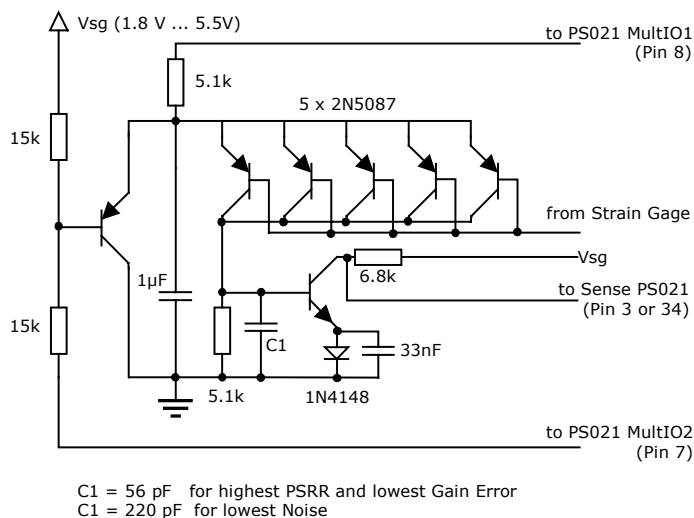 Vsg (1.8 V ... 5.5V)
to PS021 MultIO1
(Pin 8)
5.1k
5 x 2N5087
15k
from Strain Gage
Vsg
6.8k
1µF
to Sense PS021
(Pin 3 or 34)
15k
C1
33nF
5.1k
1N4148
to PS021 MultIO2
(Pin 7)
C1 = 56 pF for highest PSRR and lowest Gain Error
C1 = 220 pF for lowest Noise